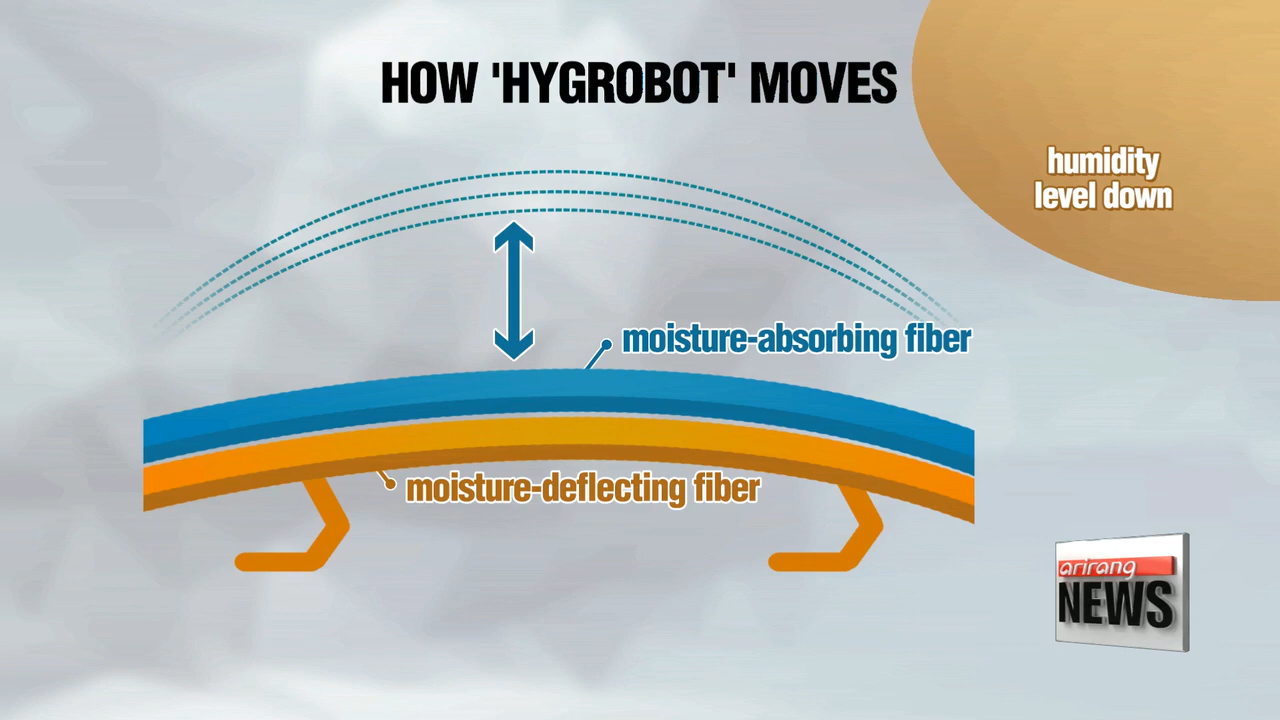 HOW 'HYGROBOT' MOVES
humidity
level down
moisture-absorbing fiber
moisture-deflecting fiber
arirang
NEWS